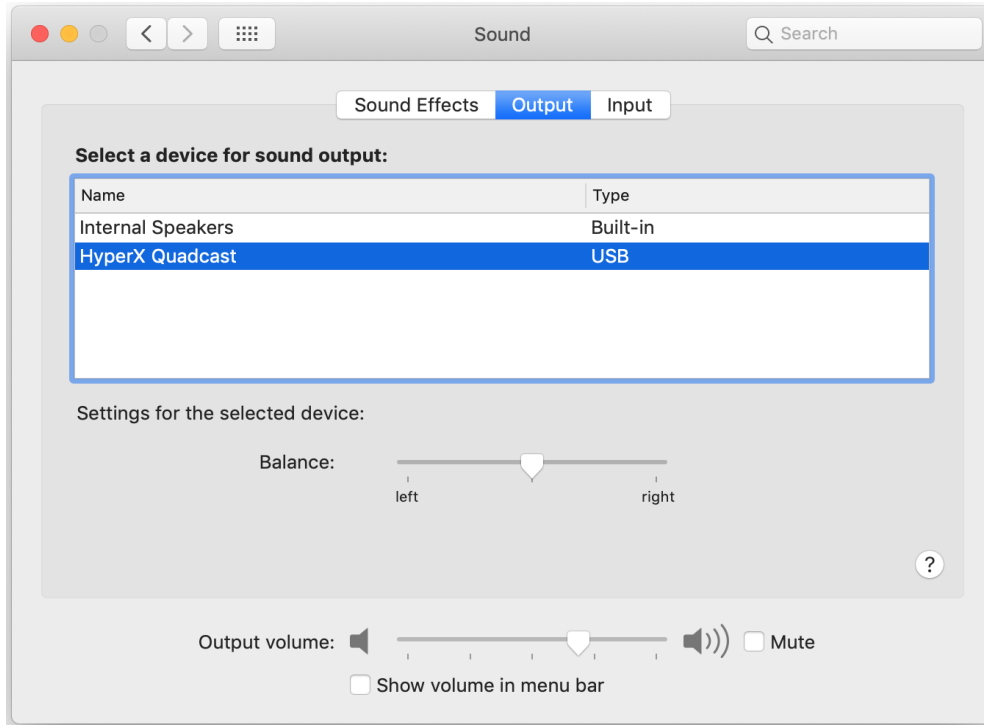 Sound
Search
Sound Effects Output Input
Select a device for sound output:
Name Type
Internal Speakers Built-in
HyperX Quadcast USB
Settings for the selected device:
Balance:
left right
?
Output volume: Mute
Show volume in menu bar